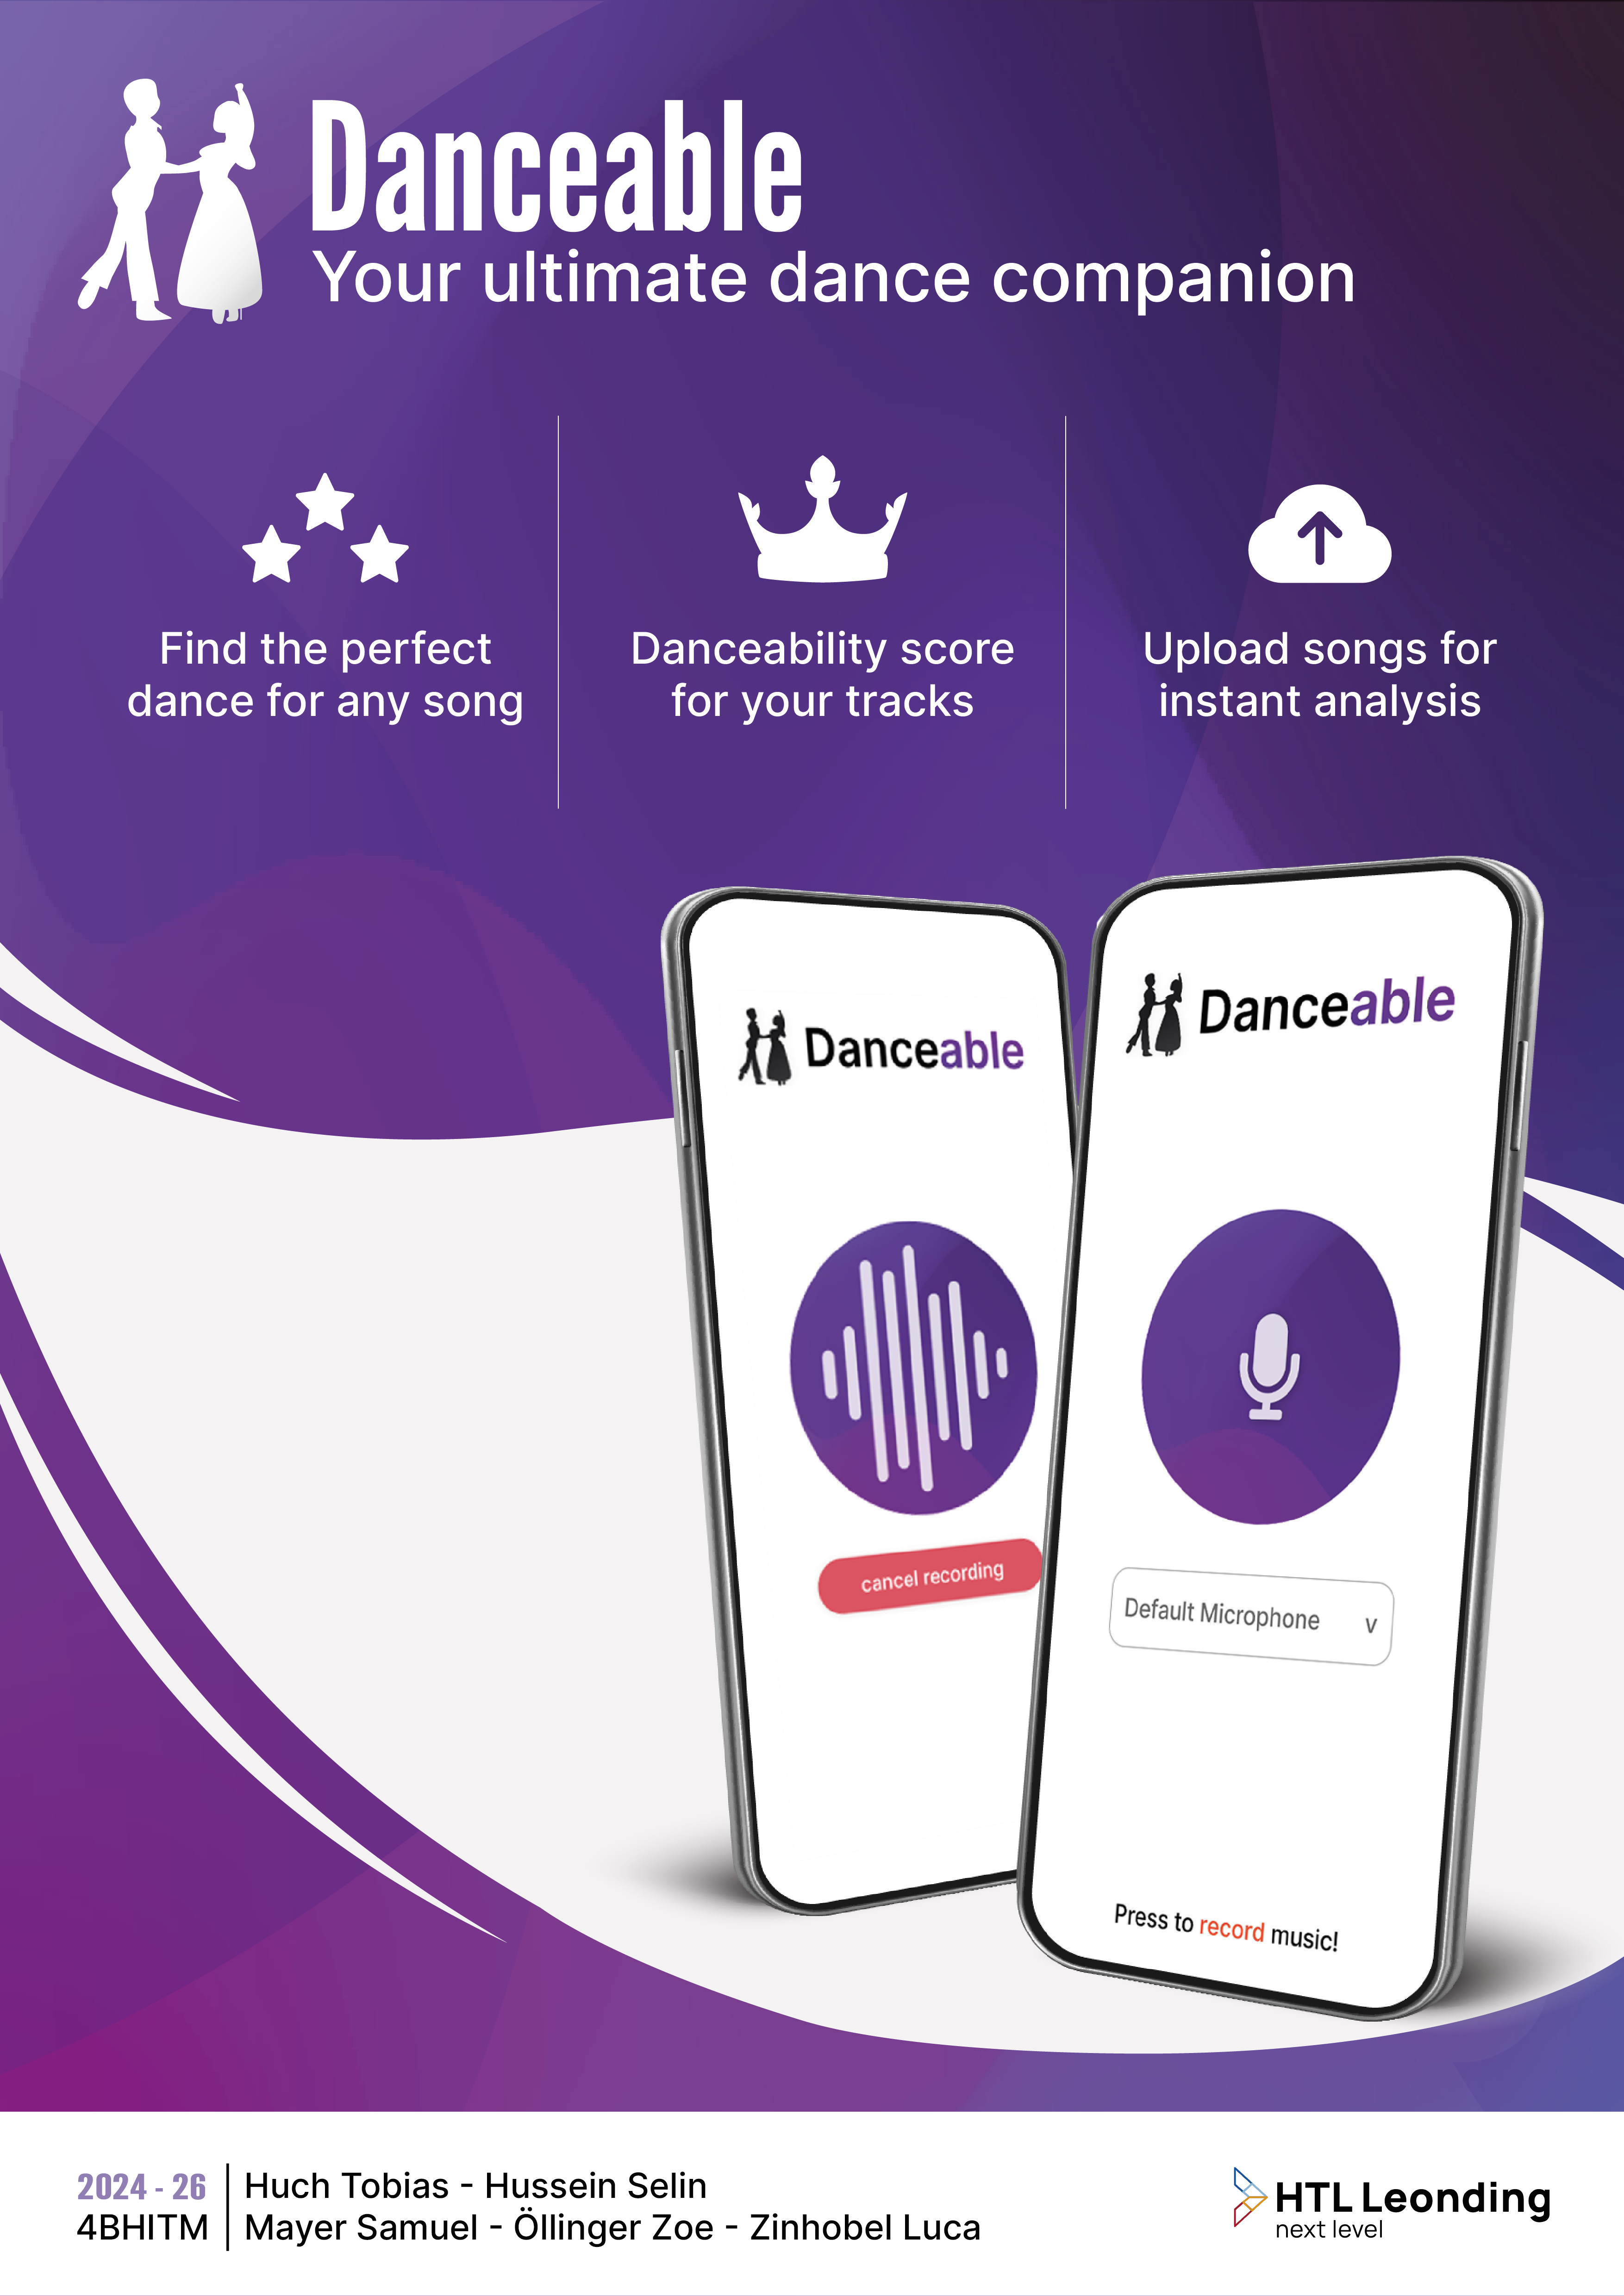 Danceable
Your ultimate dance companion
Find the perfect
dance for any song
Danceability score
for your tracks
Upload songs for
instant analysis
Danceable
cancel recording
Danceable
Default Microphone v
Press to record music!
2024 - 26
4BHITM
Huch Tobias - Hussein Selin
Mayer Samuel - Öllinger Zoe - Zinhobel Luca
HTL Leonding
next level